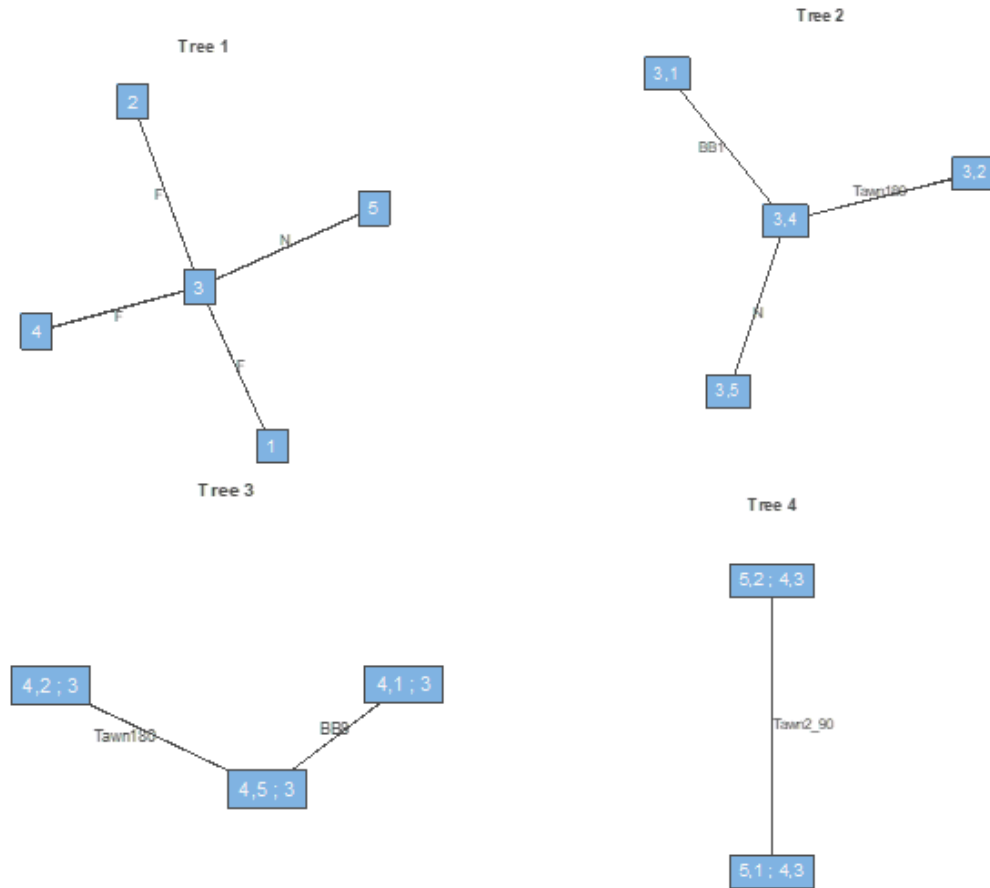 Tree 1
2
F
5
N
3
4
F
F
1
Tree 2
3,1
BB1
3,2
Tawn180
3,4
N
3,5
Tree 3
4,2 ; 3
4,1 ; 3
Tawn180
BB8
4,5 ; 3
Tree 4
5,2 ; 4,3
Tawn2_90
5,1 ; 4,3